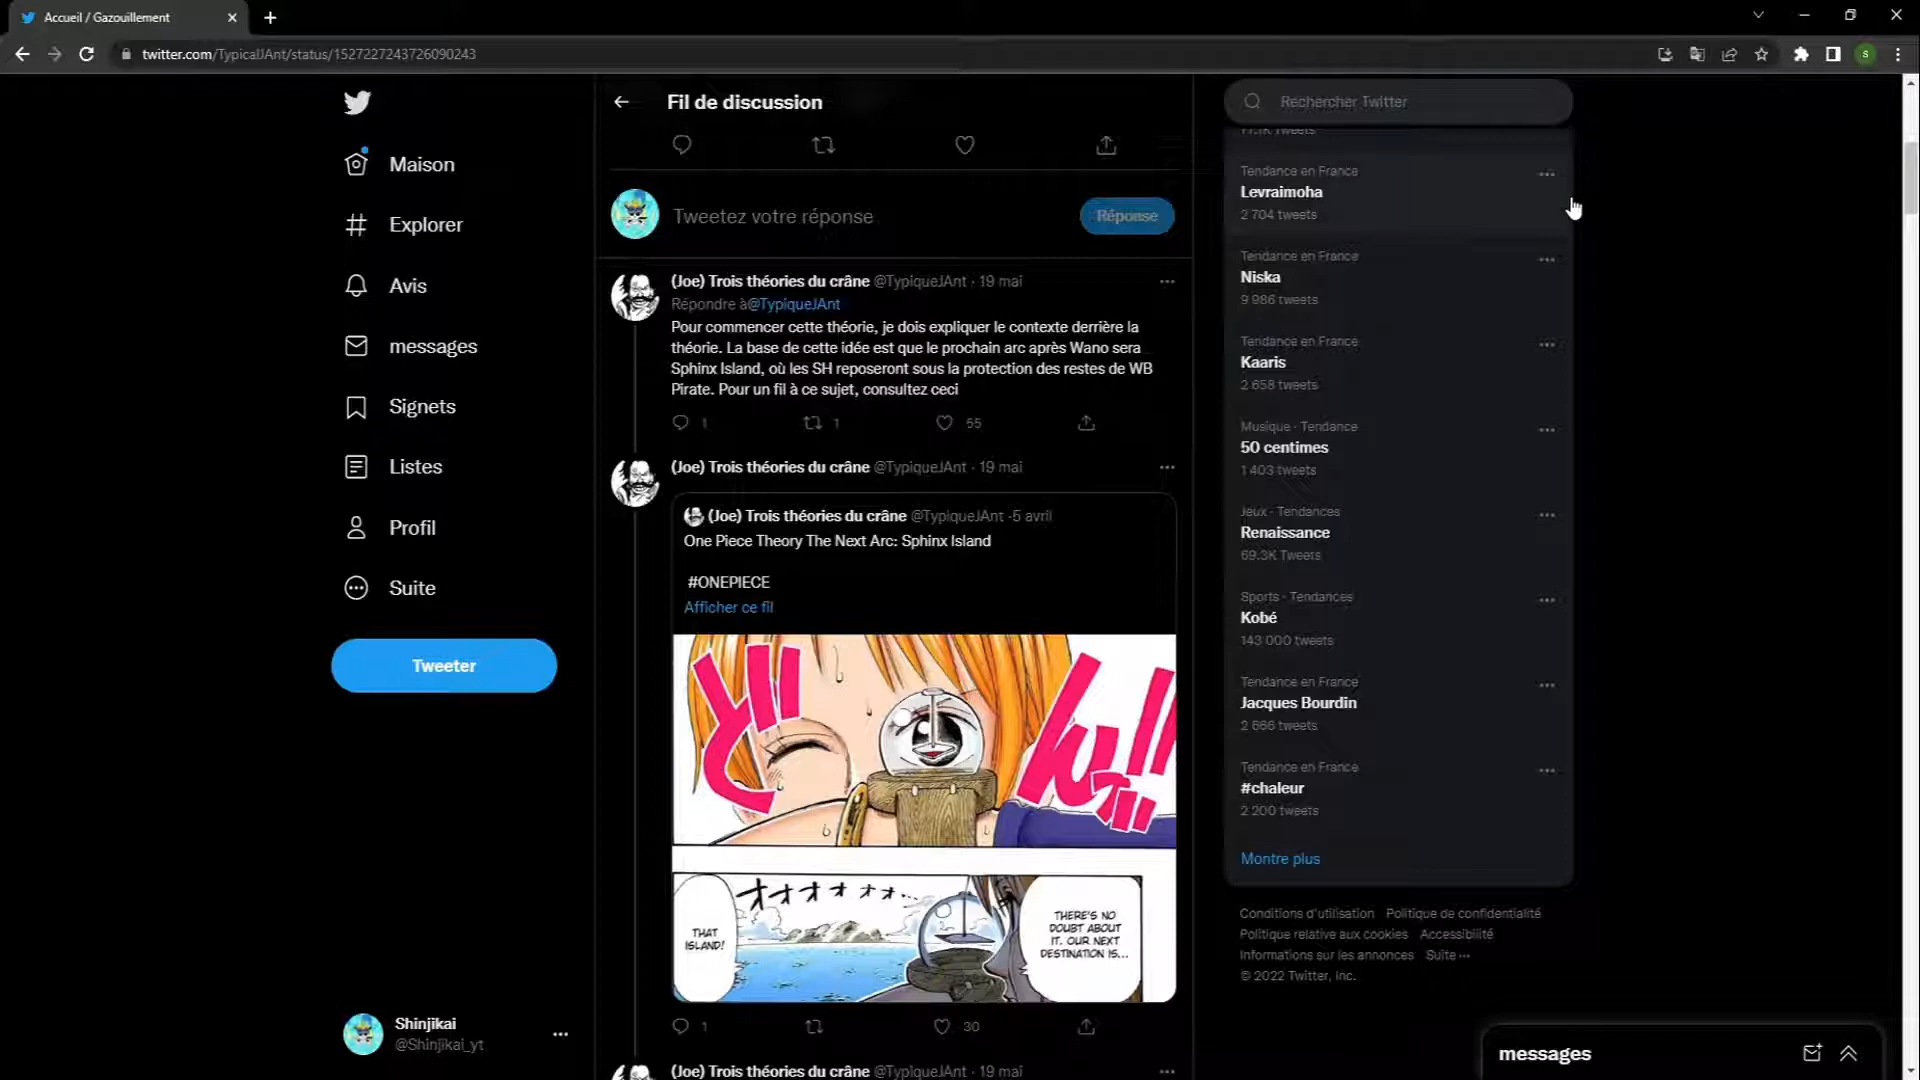 Accueil / Gazouillement
twitter.com/TypicalJAnt/status/1527227243726090243
S
Maison
Explorer
Avis
messages
Signets
Listes
Profil
Suite
Tweeter
Shinjikai
@Shinjikai_yt
Fil de discussion
Tweetez votre réponse
Réponse
(Joe) Trois théories du crâne @TypiqueJAnt · 19 mai
Répondre à@TypiqueJAnt
Pour commencer cette théorie, je dois expliquer le contexte derrière la
théorie. La base de cette idée est que le prochain arc après Wano sera
Sphinx Island, où les SH reposeront sous la protection des restes de WB
Pirate. Pour un fil à ce sujet, consultez ceci
1
1
55
(Joe) Trois théories du crâne @TypiqueJAnt · 19 mai
(Joe) Trois théories du crâne @TypiqueJAnt ·5 avril
One Piece Theory The Next Arc: Sphinx Island
#ONEPIECE
Afficher ce fil
THAT
ISLAND!
オオオオオ...
THERE'S NO
DOUBT ABOUT
IT. OUR NEXT
DESTINATION IS...
1
30
(Joe) Trois théories du crâne @TypiqueJAnt · 19 mai
Rechercher Twitter
77.1K Tweets
Tendance en France
Levraimoha
2 704 tweets
Tendance en France
Niska
9 986 tweets
Tendance en France
Kaaris
2 658 tweets
Musique · Tendance
50 centimes
1 403 tweets
Jeux · Tendances
Renaissance
69.3K Tweets
Sports · Tendances
Kobé
143 000 tweets
Tendance en France
Jacques Bourdin
2 666 tweets
Tendance en France
#chaleur
2 200 tweets
Montre plus
Conditions d'utilisation Politique de confidentialité
Politique relative aux cookies Accessibilité
Informations sur les annonces Suite ···
© 2022 Twitter, Inc.
messages